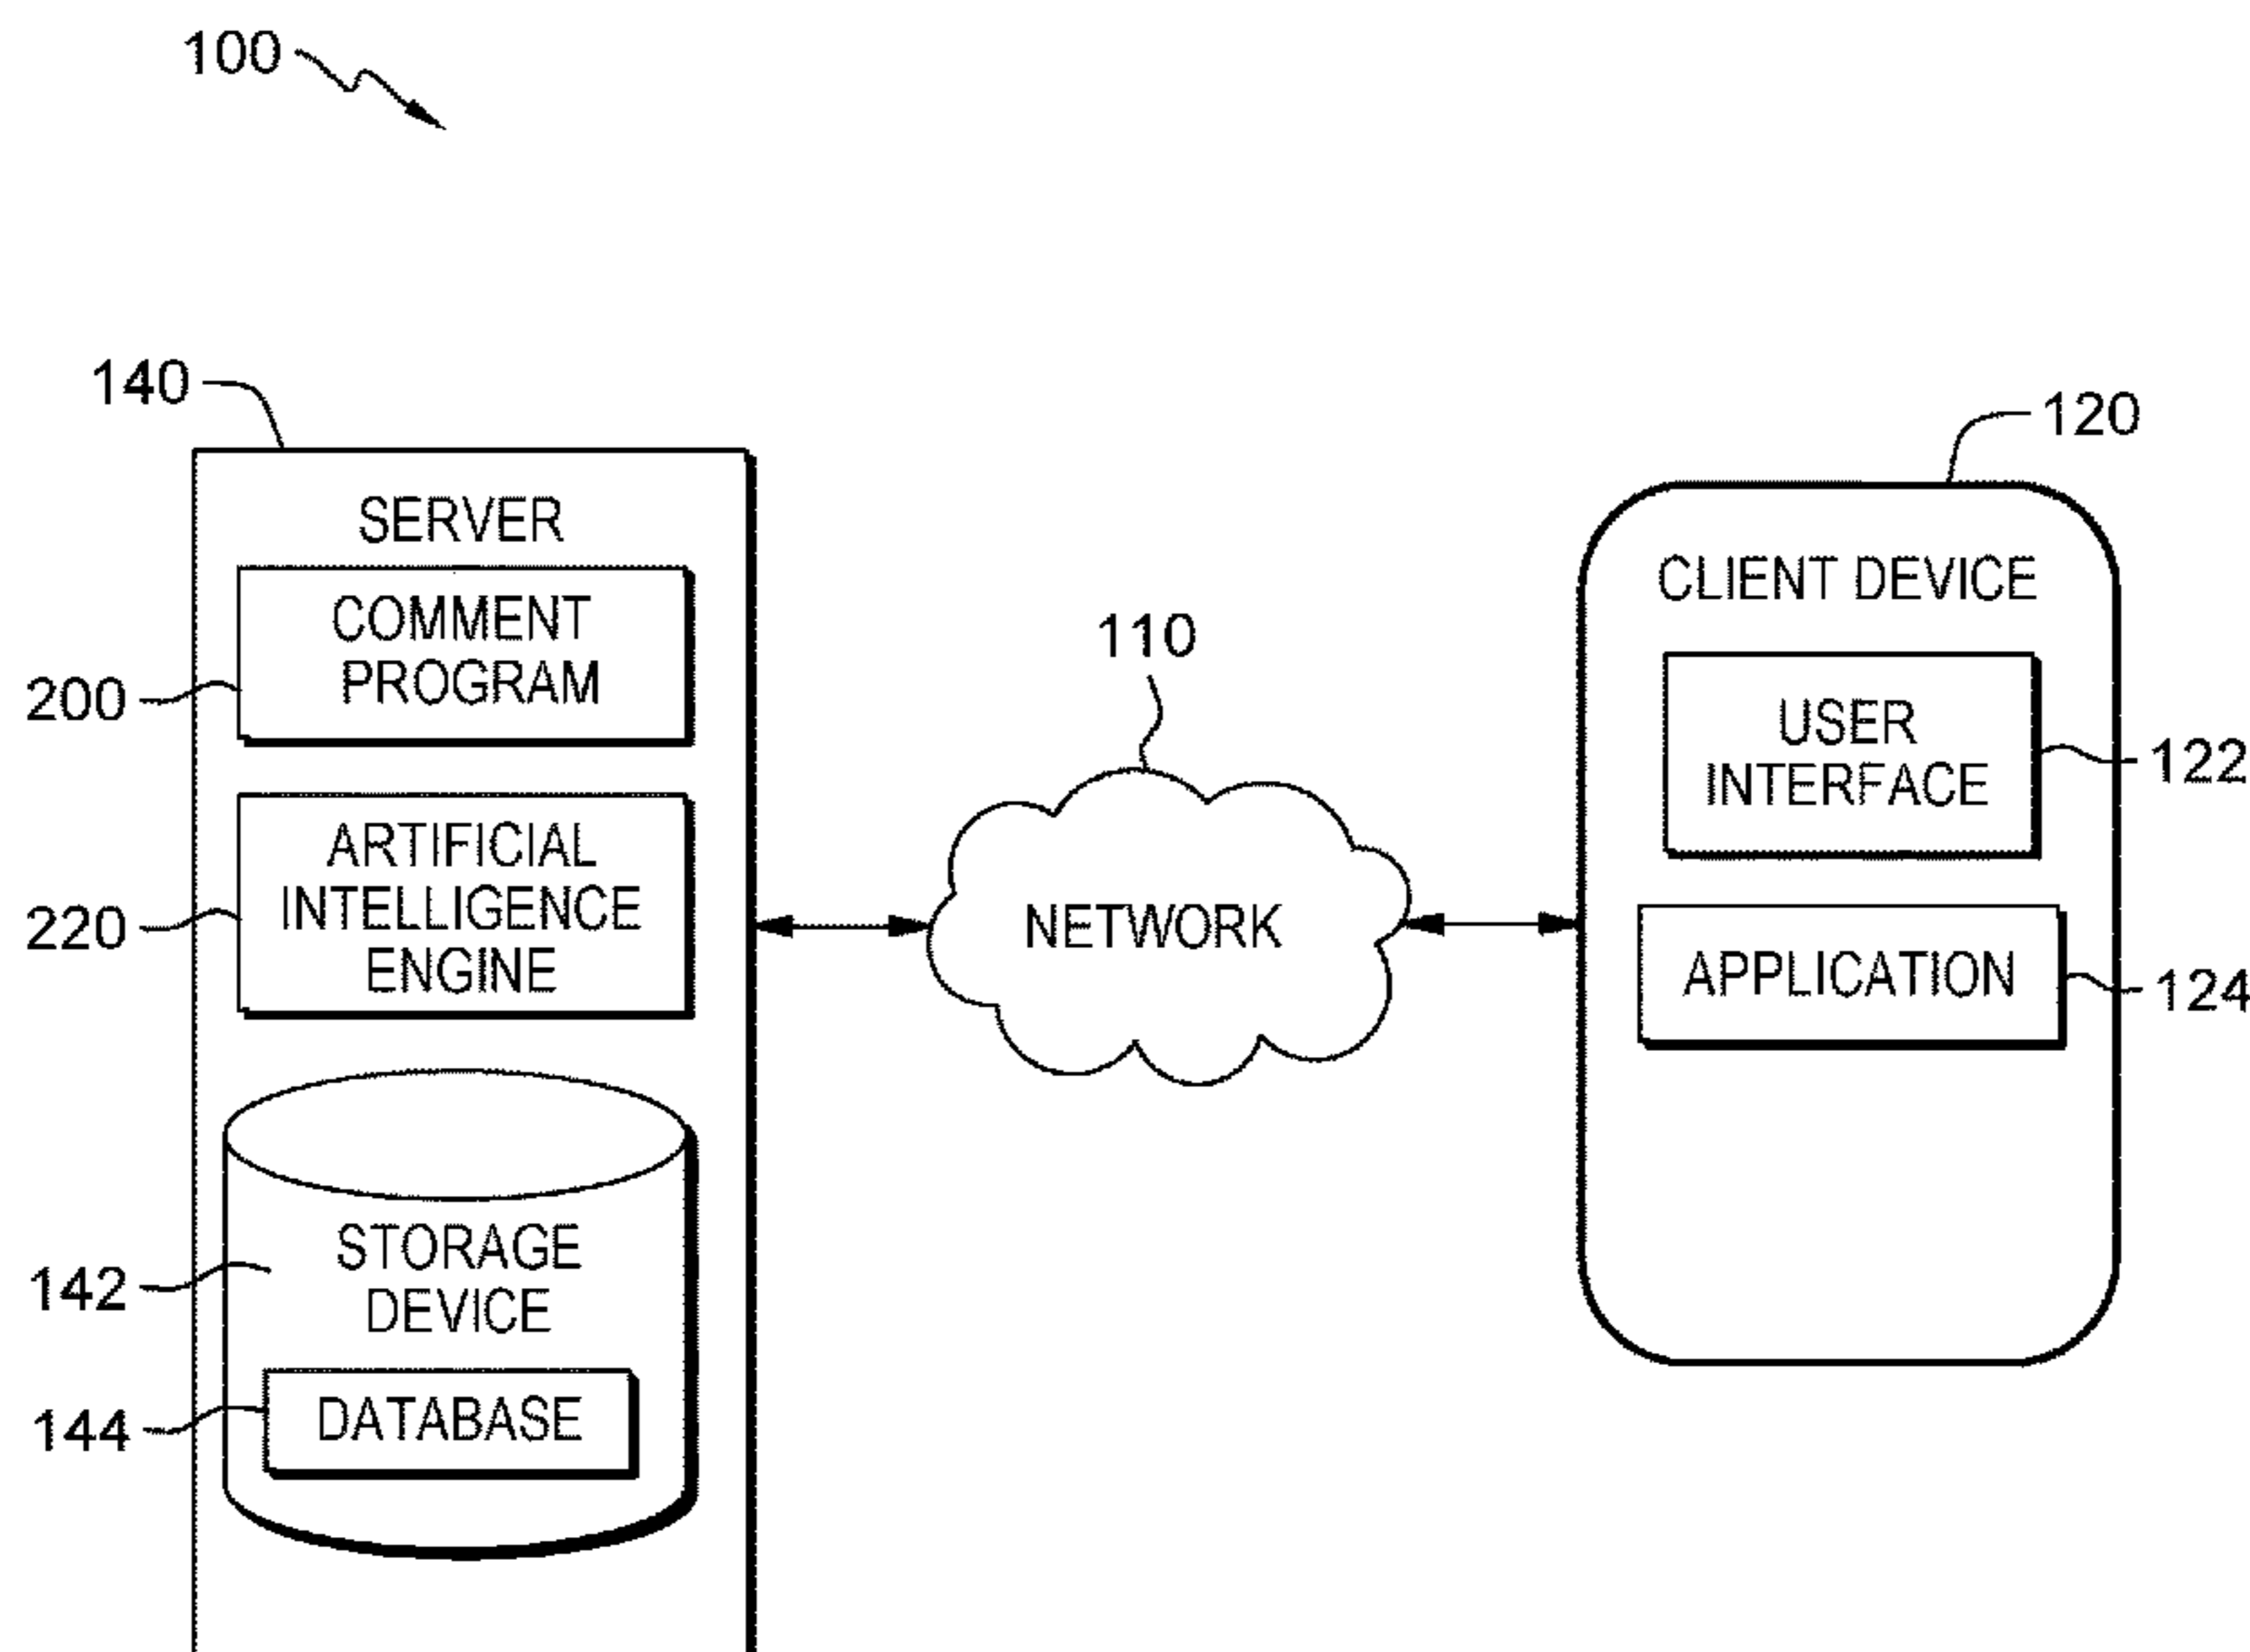 100
140
SERVER
COMMENT
PROGRAM
200
ARTIFICIAL
INTELLIGENCE
ENGINE
220
STORAGE
DEVICE
142
DATABASE
144
110
NETWORK
120
CLIENT DEVICE
USER
INTERFACE
122
APPLICATION
124